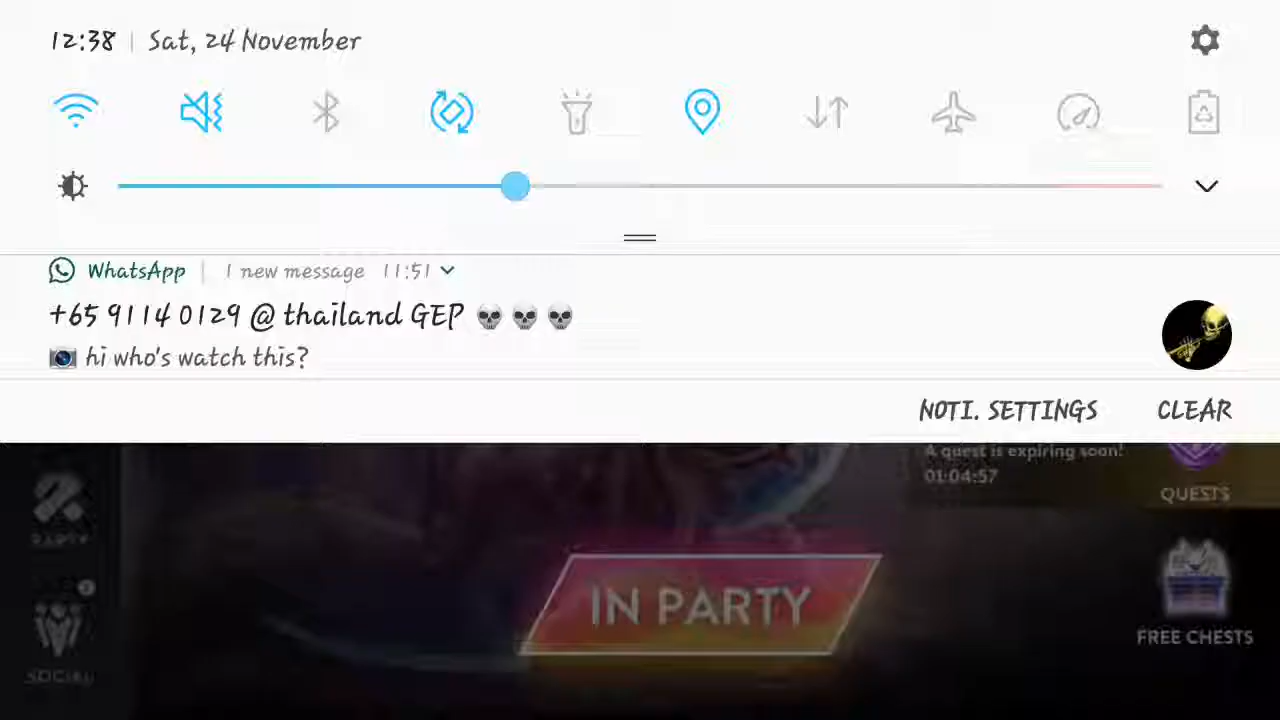 12:38 | Sat, 24 November
WhatsApp | 1 new message 11:51
+65 9114 0129 @ thailand GEP 💀 💀 💀
📷 hi who's watch this?
NOTI. SETTINGS CLEAR
A quest is expiring soon!
01:04:57
QUESTS
PARTY
IN PARTY
FREE CHESTS
SOCIAL